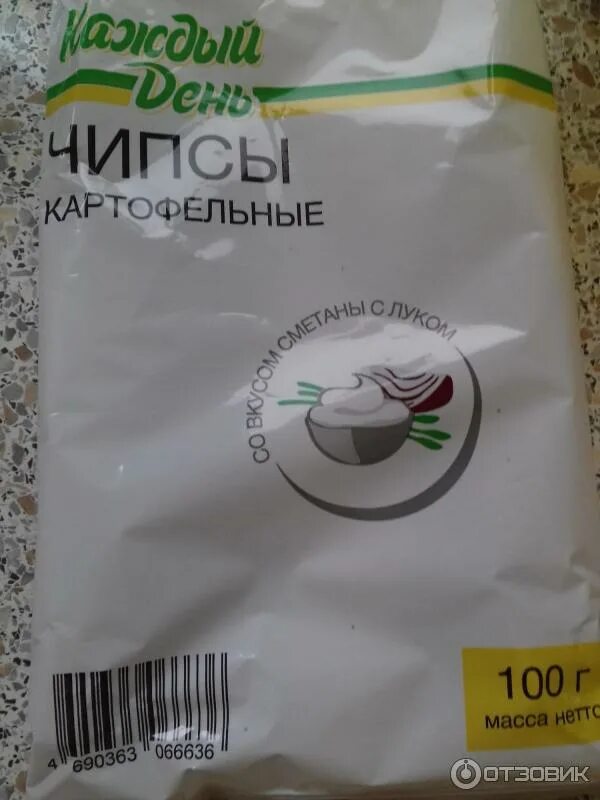 Каждый
День
ЧИПСЫ
КАРТОФЕЛЬНЫЕ
СО ВКУСОМ СМЕТАНЫ С ЛУКОМ
100 г
масса нетто
4 690363 066636
ОТЗОВИК